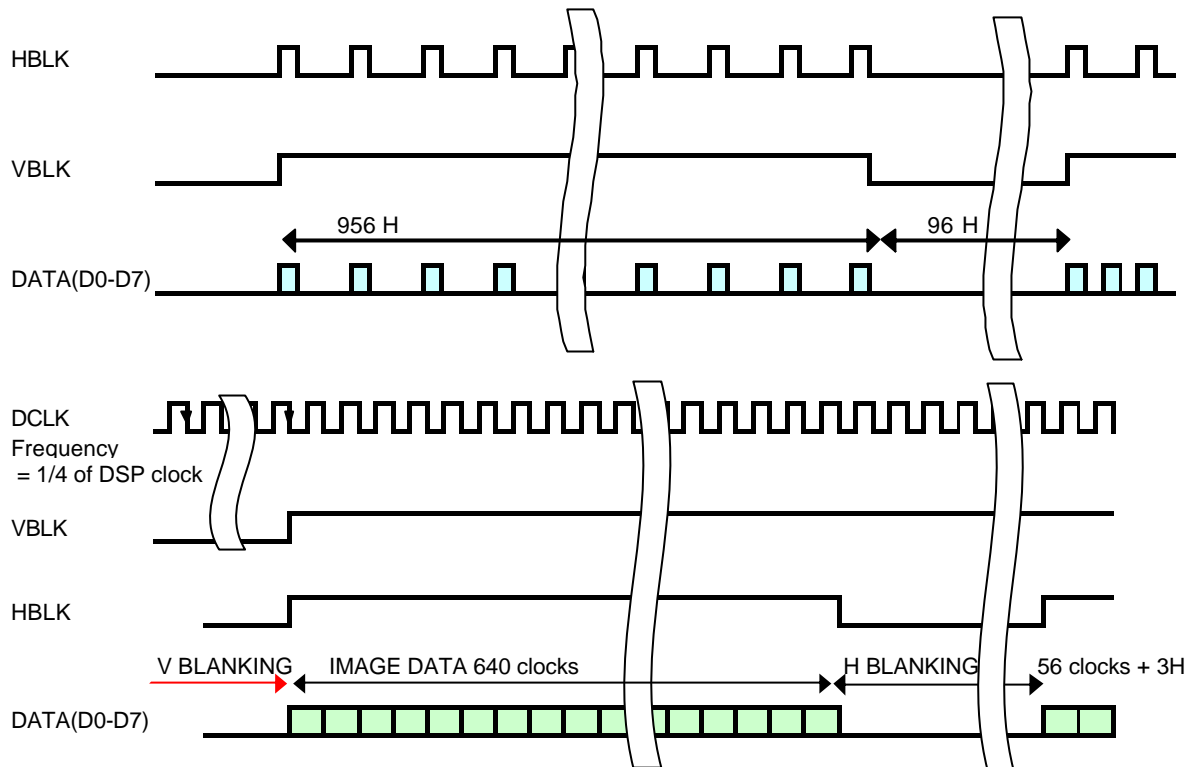 HBLK
VBLK
956 H
96 H
DATA(D0-D7)
DCLK
Frequency
= 1/4 of DSP clock
VBLK
HBLK
V BLANKING
IMAGE DATA 640 clocks
H BLANKING
56 clocks + 3H
DATA(D0-D7)